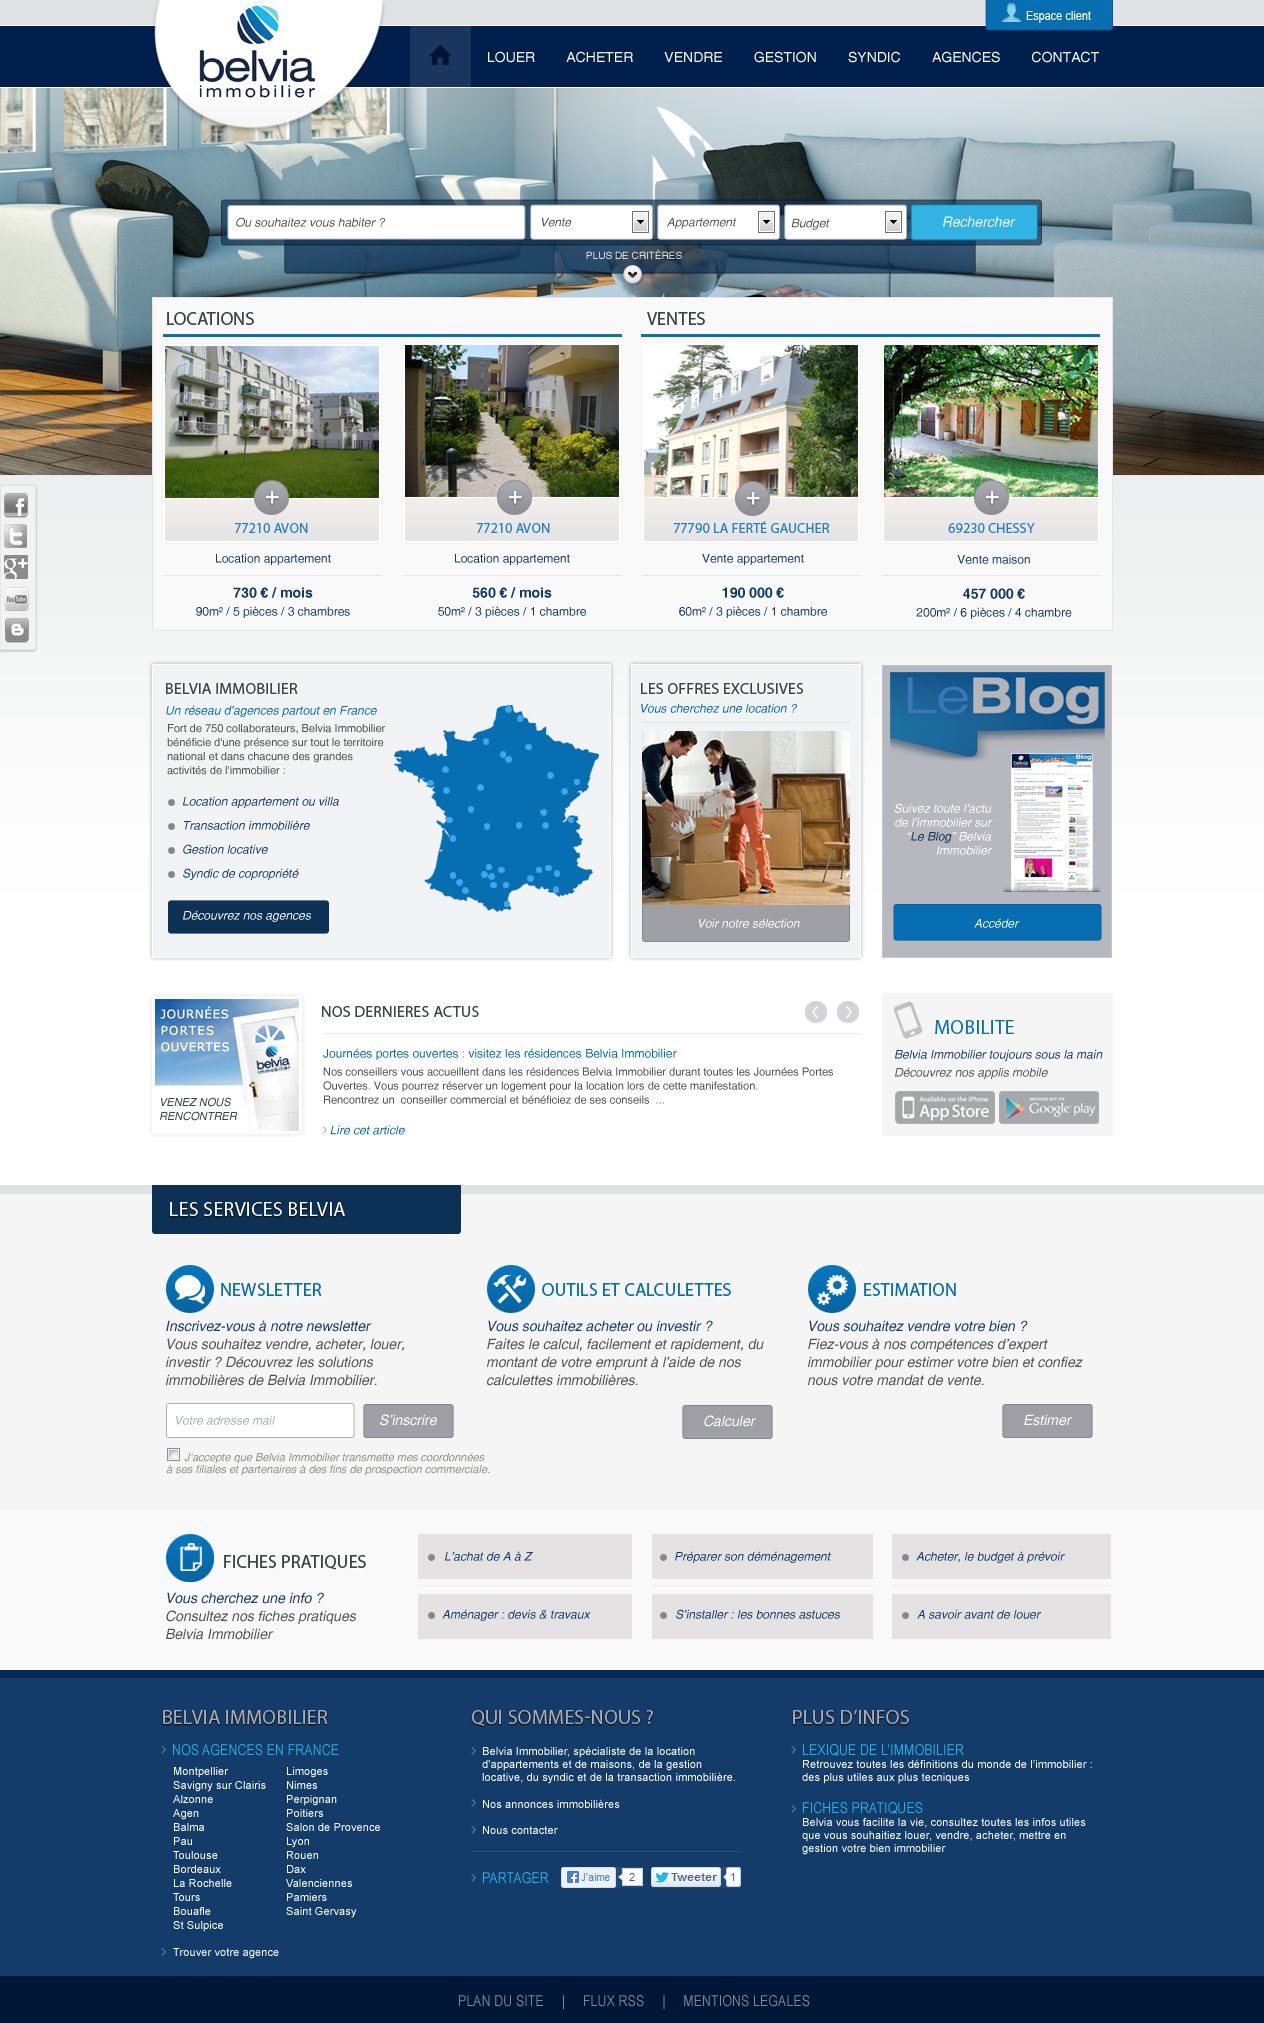 Espace client
belvia
immobilier
LOUER ACHETER VENDRE GESTION SYNDIC AGENCES CONTACT
Ou souhaitez vous habiter ? Vente Appartement Budget Rechercher
PLUS DE CRITÈRES
LOCATIONS VENTES
77210 AVON 77210 AVON 77790 LA FERTÉ GAUCHER 69230 CHESSY
Location appartement Location appartement Vente appartement Vente maison
730 € / mois 560 € / mois 190 000 € 457 000 €
90m² / 5 pièces / 3 chambres 50m² / 3 pièces / 1 chambre 60m² / 3 pièces / 1 chambre 200m² / 6 pièces / 4 chambre
BELVIA IMMOBILIER
Un réseau d'agences partout en France
Fort de 750 collaborateurs, Belvia Immobilier
bénéficie d'une présence sur tout le territoire
national et dans chacune des grandes
activités de l'immobilier :
Location appartement ou villa
Transaction immobilière
Gestion locative
Syndic de copropriété
Découvrez nos agences
LES OFFRES EXCLUSIVES
Vous cherchez une location ?
Voir notre sélection
LeBlog
belvia
Blog
Suivez toute l'actu
de l'immobilier sur
"Le Blog" Belvia
Immobilier
Accéder
JOURNÉES
PORTES
OUVERTES
belvia
immobilier
VENEZ NOUS
RENCONTRER
NOS DERNIERES ACTUS
Journées portes ouvertes : visitez les résidences Belvia Immobilier
Nos conseillers vous accueillent dans les résidences Belvia Immobilier durant toutes les Journées Portes
Ouvertes. Vous pourrez réserver un logement pour la location lors de cette manifestation.
Rencontrez un conseiller commercial et bénéficiez de ses conseils ...
Lire cet article
MOBILITE
Belvia Immobilier toujours sous la main
Découvrez nos applis mobile
Available on the iPhone
App Store
ANDROID APP ON
Google play
LES SERVICES BELVIA
NEWSLETTER
Inscrivez-vous à notre newsletter
Vous souhaitez vendre, acheter, louer,
investir ? Découvrez les solutions
immobilières de Belvia Immobilier.
Votre adresse mail S'inscrire
J'accepte que Belvia Immobilier transmette mes coordonnées
à ses filiales et partenaires à des fins de prospection commerciale.
OUTILS ET CALCULETTES
Vous souhaitez acheter ou investir ?
Faites le calcul, facilement et rapidement, du
montant de votre emprunt à l'aide de nos
calculettes immobilières.
Calculer
ESTIMATION
Vous souhaitez vendre votre bien ?
Fiez-vous à nos compétences d'expert
immobilier pour estimer votre bien et confiez
nous votre mandat de vente.
Estimer
FICHES PRATIQUES
Vous cherchez une info ?
Consultez nos fiches pratiques
Belvia Immobilier
L'achat de A à Z Préparer son déménagement Acheter, le budget à prévoir
Aménager : devis & travaux S'installer : les bonnes astuces A savoir avant de louer
BELVIA IMMOBILIER
NOS AGENCES EN FRANCE
Montpellier Limoges
Savigny sur Clairis Nimes
Alzonne Perpignan
Agen Poitiers
Balma Salon de Provence
Pau Lyon
Toulouse Rouen
Bordeaux Dax
La Rochelle Valenciennes
Tours Pamiers
Bouafle Saint Gervasy
St Sulpice
Trouver votre agence
QUI SOMMES-NOUS ?
Belvia Immobilier, spécialiste de la location
d'appartements et de maisons, de la gestion
locative, du syndic et de la transaction immobilière.
Nos annonces immobilières
Nous contacter
PARTAGER J'aime 2 Tweeter 1
PLUS D'INFOS
LEXIQUE DE L'IMMOBILIER
Retrouvez toutes les définitions du monde de l'immobilier :
des plus utiles aux plus tecniques
FICHES PRATIQUES
Belvia vous facilite la vie, consultez toutes les infos utiles
que vous souhaitiez louer, vendre, acheter, mettre en
gestion votre bien immobilier
PLAN DU SITE | FLUX RSS | MENTIONS LEGALES